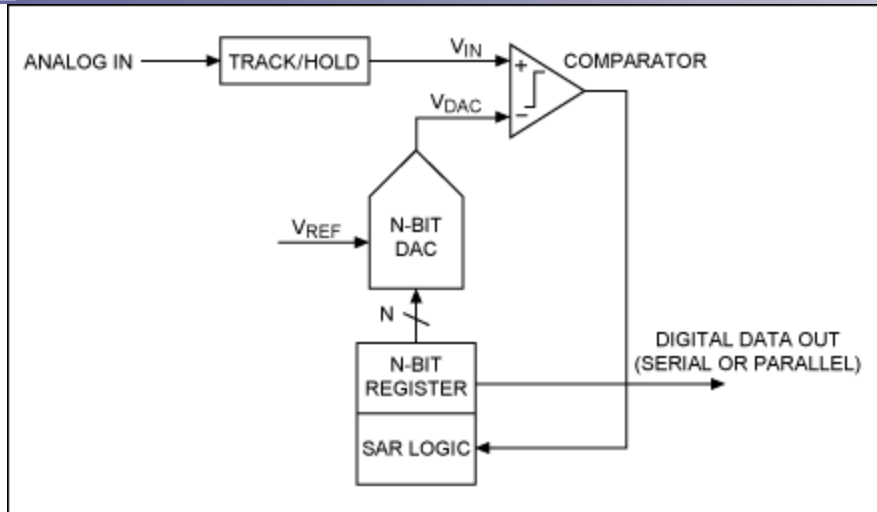 ANALOG IN
TRACK/HOLD
VIN
COMPARATOR
+
VDAC
−
VREF
N-BIT
DAC
N
N-BIT
REGISTER
DIGITAL DATA OUT
(SERIAL OR PARALLEL)
SAR LOGIC